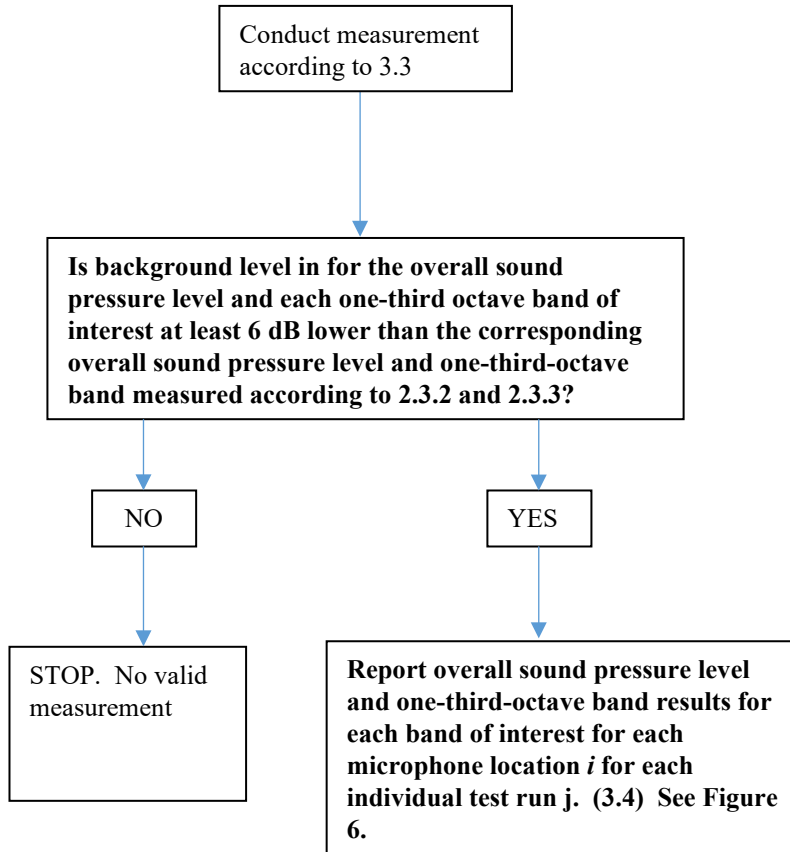 Conduct measurement
according to 3.3
Is background level in for the overall sound
pressure level and each one-third octave band of
interest at least 6 dB lower than the corresponding
overall sound pressure level and one-third-octave
band measured according to 2.3.2 and 2.3.3?
NO
YES
STOP.  No valid
measurement
Report overall sound pressure level
and one-third-octave band results for
each band of interest for each
microphone location i for each
individual test run j.  (3.4)  See Figure
6.